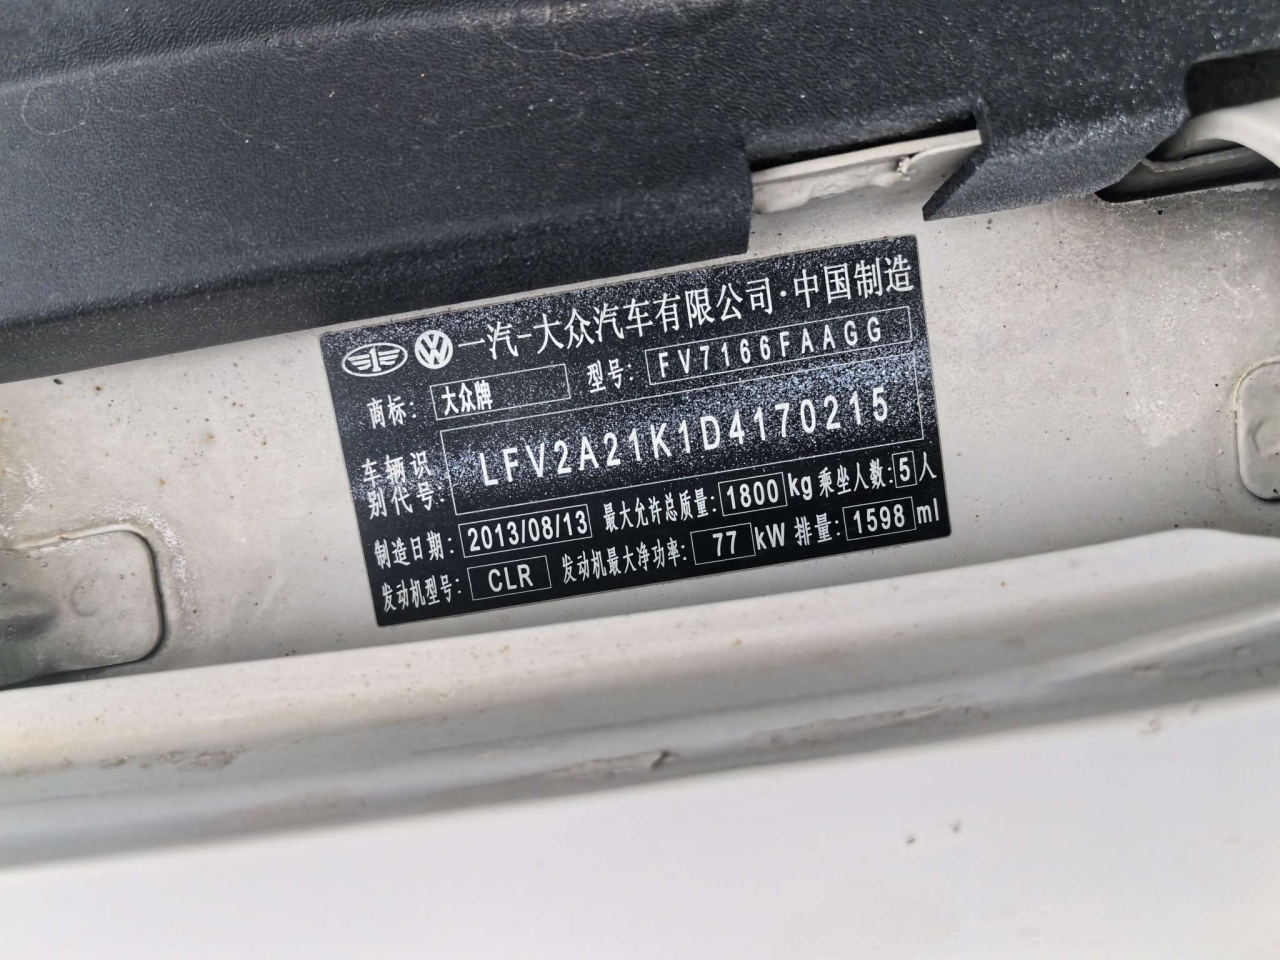 一汽-大众汽车有限公司·中国制造
商标: 大众牌 型号: FV7166FAAGG
车辆识别代号: LFV2A21K1D4170215
制造日期: 2013/08/13 最大允许总质量: 1800 kg 乘坐人数: 5 人
发动机型号: CLR 发动机最大净功率: 77 kW 排量: 1598 ml